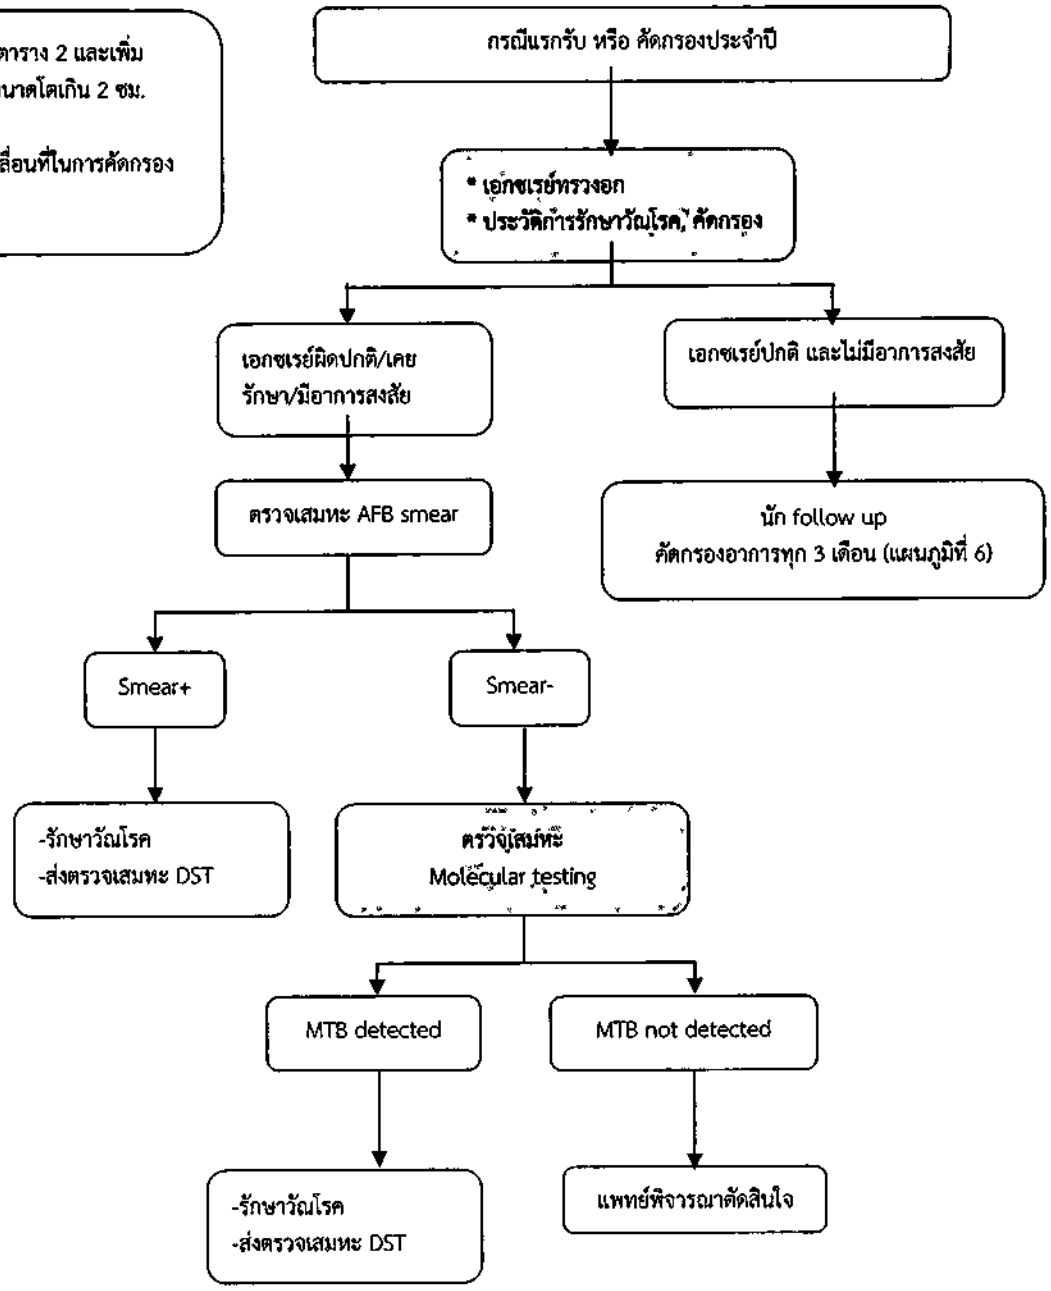 ตาราง 2 และเพิ่ม
ขนาดโตเกิน 2 ซม.
ลื่อนที่ในการคัดกรอง
กรณีแรกรับ หรือ คัดกรองประจำปี
* เอกซเรย์ทรวงอก
* ประวัติการรักษาวัณโรค, คัดกรอง
เอกซเรย์ผิดปกติ/เคย
รักษา/มีอาการสงสัย
เอกซเรย์ปกติ และไม่มีอาการสงสัย
ตรวจเสมหะ AFB smear
นัก follow up
คัดกรองอาการทุก 3 เดือน (แผนภูมิที่ 6)
Smear+
Smear-
-รักษาวัณโรค
-ส่งตรวจเสมหะ DST
ตรวจเสมหะ
Molecular testing
MTB detected
MTB not detected
-รักษาวัณโรค
-ส่งตรวจเสมหะ DST
แพทย์พิจารณาตัดสินใจ